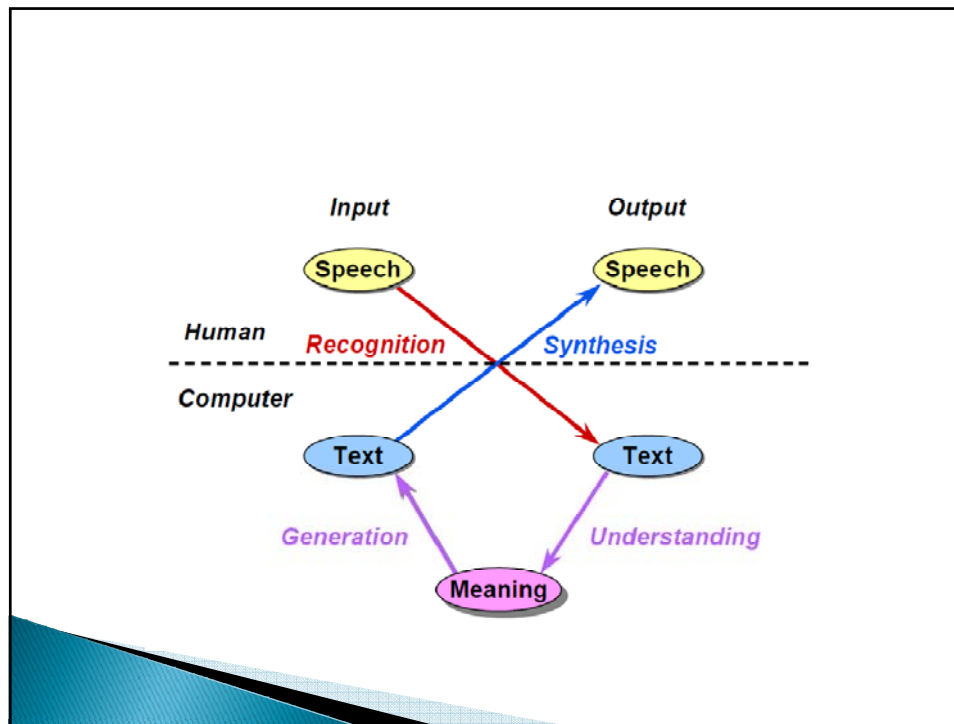 Input Output
Speech Speech
Human
Recognition Synthesis
Computer
Text Text
Generation Understanding
Meaning